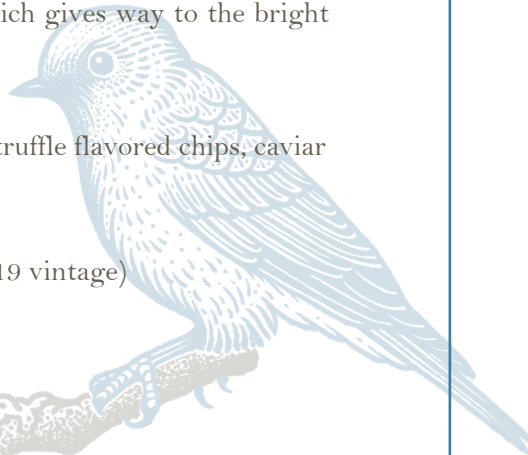 ich gives way to the bright
truffle flavored chips, caviar
19 vintage)